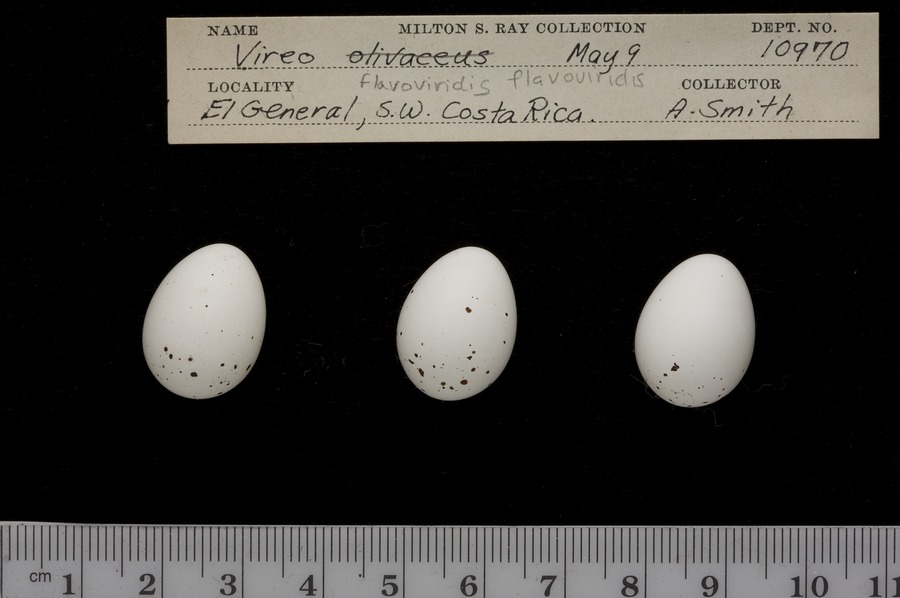 NAME MILTON S. RAY COLLECTION DEPT. NO.
Vireo olivaceus May 9 10970
flavoviridis flavoviridis
LOCALITY COLLECTOR
El General, S.W. Costa Rica. A. Smith
cm 1 2 3 4 5 6 7 8 9 10 11